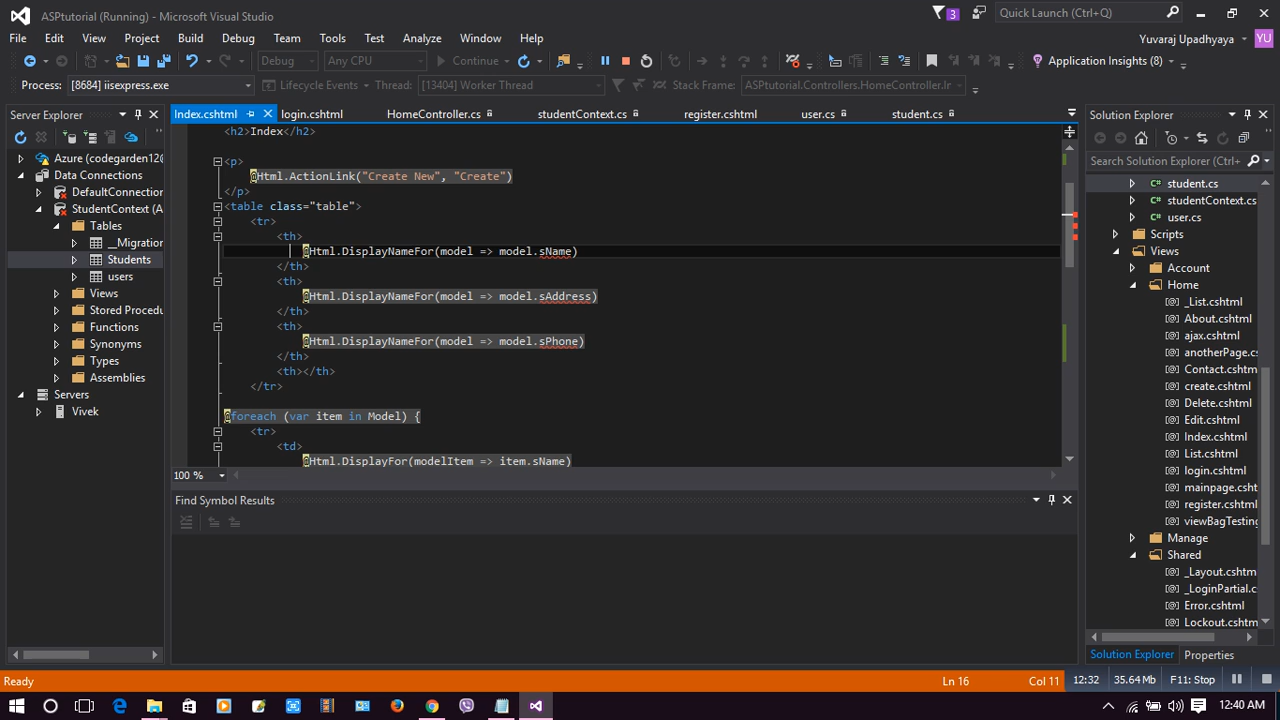 ASPtutorial (Running) - Microsoft Visual Studio
3
Quick Launch (Ctrl+Q)
File Edit View Project Build Debug Team Tools Test Analyze Window Help
Yuvaraj Upadhyaya
YU
Debug Any CPU Continue Application Insights (8)
Process: [8684] iisexpress.exe Lifecycle Events Thread: [13404] Worker Thread Stack Frame: ASPtutorial.Controllers.HomeController.Ir
Server Explorer
Azure (codegarden12@
Data Connections
DefaultConnection
StudentContext (A
Tables
__Migration
Students
users
Views
Stored Procedu
Functions
Synonyms
Types
Assemblies
Servers
Vivek
Index.cshtml login.cshtml HomeController.cs studentContext.cs register.cshtml user.cs student.cs
<h2>Index</h2>
<p>
@Html.ActionLink("Create New", "Create")
</p>
<table class="table">
<tr>
<th>
@Html.DisplayNameFor(model => model.sName)
</th>
<th>
@Html.DisplayNameFor(model => model.sAddress)
</th>
<th>
@Html.DisplayNameFor(model => model.sPhone)
</th>
<th></th>
</tr>
@foreach (var item in Model) {
<tr>
<td>
@Html.DisplayFor(modelItem => item.sName)
100 %
Find Symbol Results
Solution Explorer
Search Solution Explorer (Ctrl+
student.cs
studentContext.cs
user.cs
Scripts
Views
Account
Home
_List.cshtml
About.cshtml
ajax.cshtml
anotherPage.c
Contact.cshtml
create.cshtml
Delete.cshtml
Edit.cshtml
Index.cshtml
List.cshtml
login.cshtml
mainpage.csht
register.cshtml
viewBagTesting
Manage
Shared
_Layout.cshtm
_LoginPartial.c
Error.cshtml
Lockout.cshtm
Solution Explorer Properties
Ready Ln 16 Col 11 12:32 35.64 Mb F11: Stop
12:40 AM